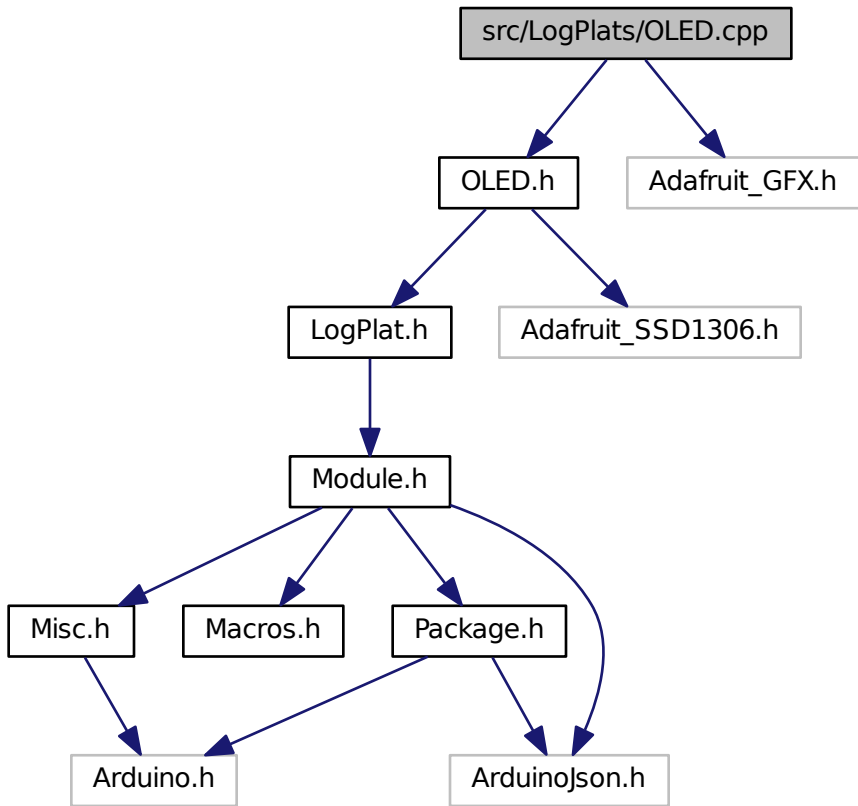 src/LogPlats/OLED.cpp
OLED.h
Adafruit_GFX.h
LogPlat.h
Adafruit_SSD1306.h
Module.h
Misc.h
Macros.h
Package.h
Arduino.h
ArduinoJson.h